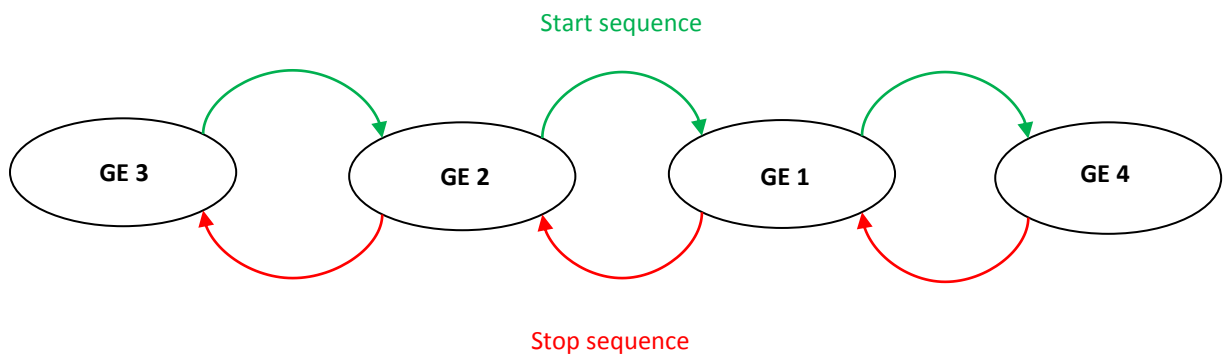 Start sequence
GE 3
GE 2
GE 1
GE 4
Stop sequence